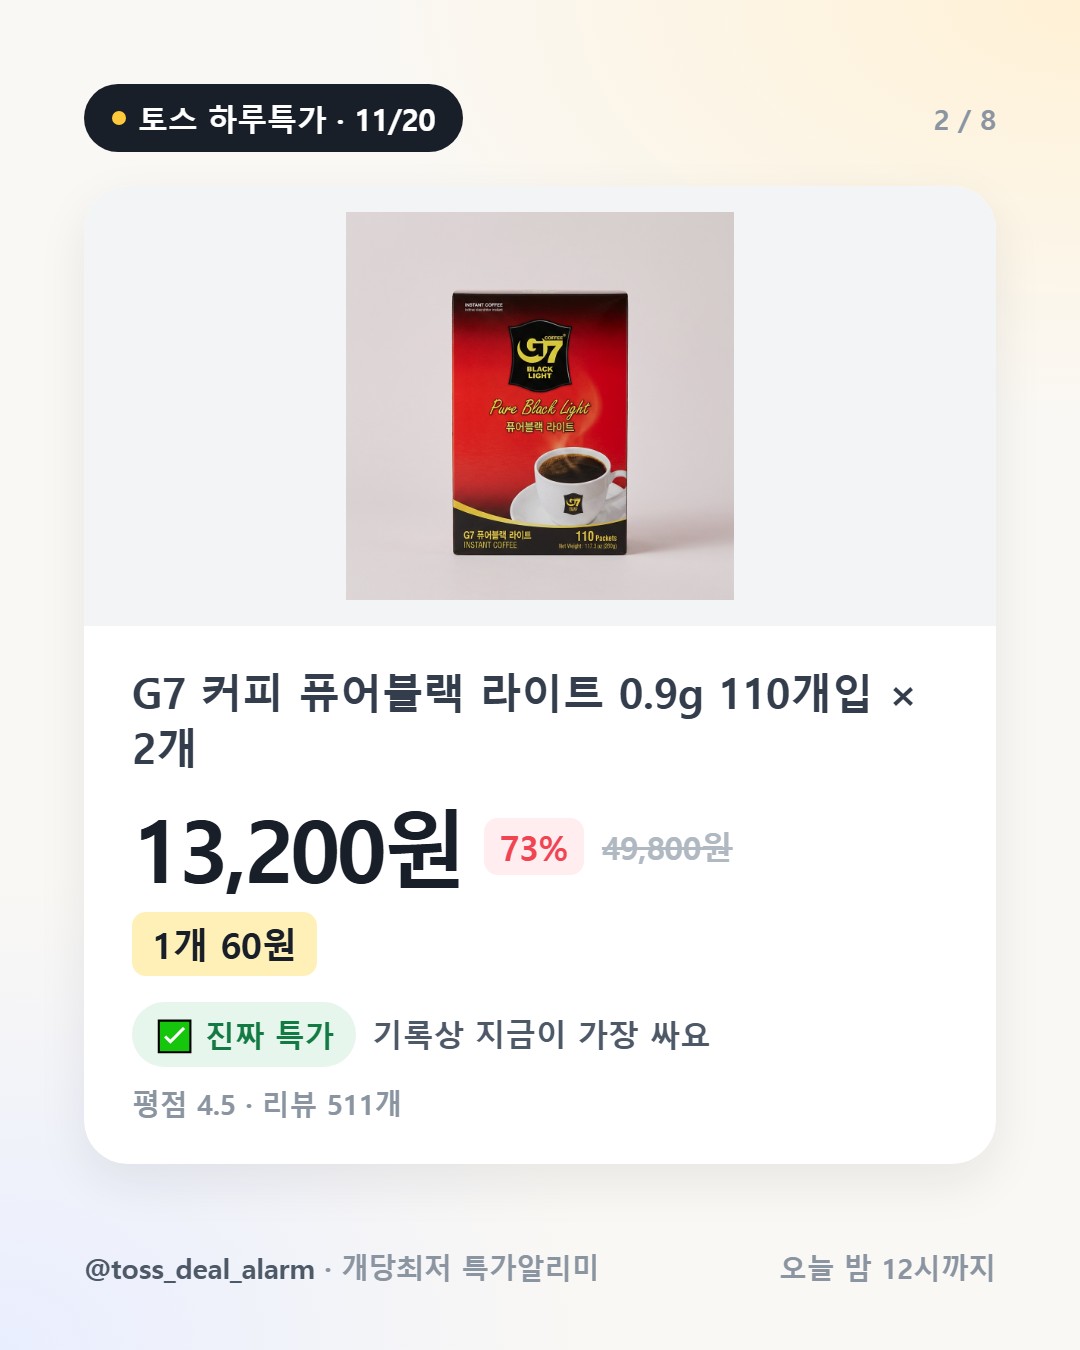 토스 하루특가 · 11/20
2 / 8
INSTANT COFFEE
G7
COFFEE
BLACK
LIGHT
Pure Black Light
퓨어블랙 라이트
G7
G7 퓨어블랙 라이트
INSTANT COFFEE
110 Packets
G7 커피 퓨어블랙 라이트 0.9g 110개입 ×
2개
13,200원 73% 49,800원
1개 60원
✅ 진짜 특가 기록상 지금이 가장 싸요
평점 4.5 · 리뷰 511개
@toss_deal_alarm · 개당최저 특가알리미
오늘 밤 12시까지